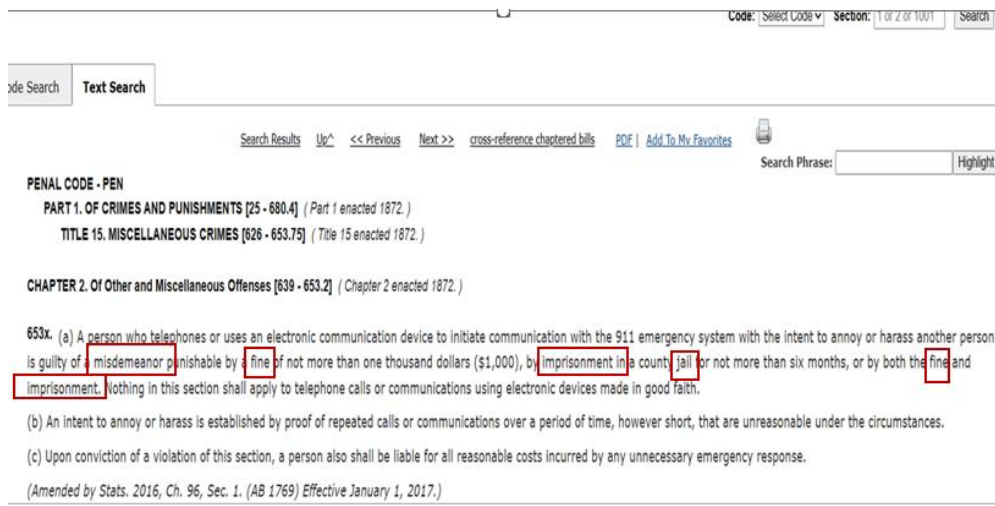 Code: Select Code Section: 1 or 2 or 1001 Search
ode Search Text Search
Search Results Up^ << Previous Next >> cross-reference chaptered bills PDF | Add To My Favorites
Search Phrase: Highlight
PENAL CODE - PEN
PART 1. OF CRIMES AND PUNISHMENTS [25 - 680.4] ( Part 1 enacted 1872. )
TITLE 15. MISCELLANEOUS CRIMES [626 - 653.75] ( Title 15 enacted 1872. )
CHAPTER 2. Of Other and Miscellaneous Offenses [639 - 653.2] ( Chapter 2 enacted 1872. )
653x. (a) A person who telephones or uses an electronic communication device to initiate communication with the 911 emergency system with the intent to annoy or harass another person
is guilty of a misdemeanor punishable by a fine of not more than one thousand dollars ($1,000), by imprisonment in a county jail for not more than six months, or by both the fine and
imprisonment. Nothing in this section shall apply to telephone calls or communications using electronic devices made in good faith.
(b) An intent to annoy or harass is established by proof of repeated calls or communications over a period of time, however short, that are unreasonable under the circumstances.
(c) Upon conviction of a violation of this section, a person also shall be liable for all reasonable costs incurred by any unnecessary emergency response.
(Amended by Stats. 2016, Ch. 96, Sec. 1. (AB 1769) Effective January 1, 2017.)